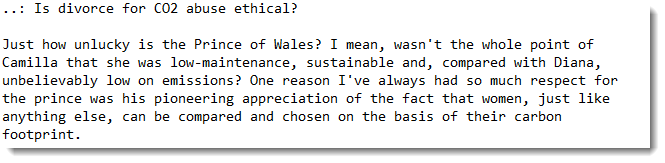 ..: Is divorce for CO2 abuse ethical?
Just how unlucky is the Prince of Wales? I mean, wasn't the whole point of
Camilla that she was low-maintenance, sustainable and, compared with Diana,
unbelievably low on emissions? One reason I've always had so much respect for
the prince was his pioneering appreciation of the fact that women, just like
anything else, can be compared and chosen on the basis of their carbon
footprint.